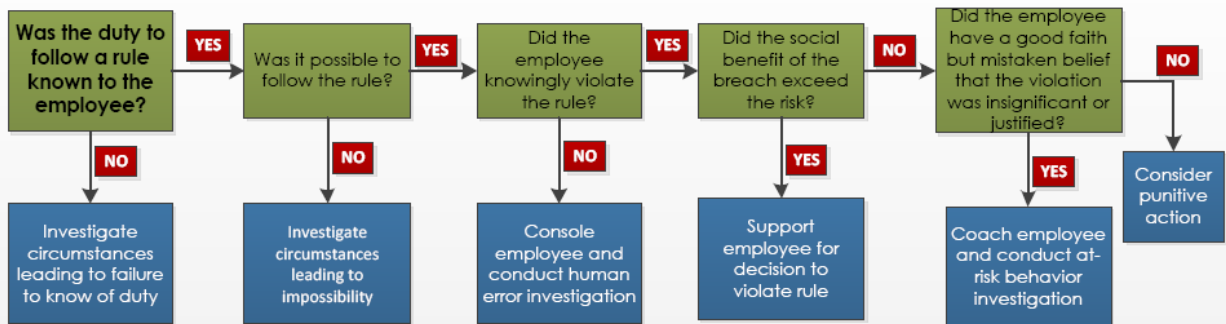 Was the duty to
follow a rule
known to the
employee?
YES
Was it possible to
follow the rule?
YES
Did the
employee
knowingly violate
the rule?
YES
Did the social
benefit of the
breach exceed
the risk?
NO
Did the employee
have a good faith
but mistaken belief
that the violation
was insignificant or
justified?
NO
NO
NO
NO
YES
YES
Investigate
circumstances
leading to failure
to know of duty
Investigate
circumstances
leading to
impossibility
Console
employee and
conduct human
error investigation
Support
employee for
decision to
violate rule
Coach employee
and conduct at-
risk behavior
investigation
Consider
punitive
action